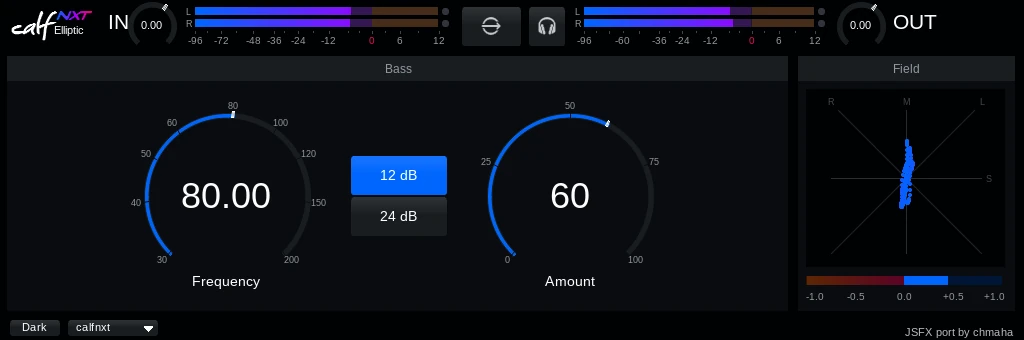 calf NXT
Elliptic
IN
0.00
L
R
-96 -72 -48 -36 -24 -12 0 6 12
L
R
-96 -60 -36 -24 -12 0 6 12
0.00
OUT
Bass
Field
80
60
100
50
120
40
150
30
200
80.00
Frequency
12 dB
24 dB
50
25
75
0
100
60
Amount
R M L
S
-1.0 -0.5 0.0 +0.5 +1.0
Dark
calfnxt
JSFX port by chmaha